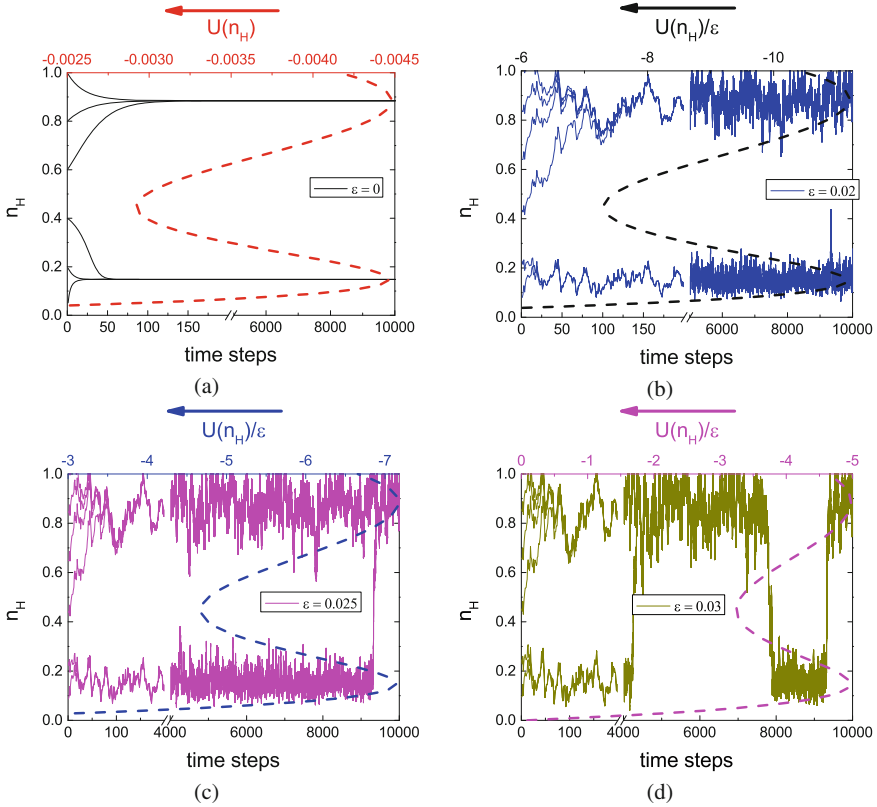 U(n_H)
-0.0025 -0.0030 -0.0035 -0.0040 -0.0045
1.0
0.8
0.6
0.4
0.2
0.0
n_H
ε = 0
0 50 100 150 6000 8000 10000
time steps
(a)
U(n_H)/ε
-6 -8 -10
1.0
0.8
0.6
0.4
0.2
0.0
n_H
ε = 0.02
0 50 100 150 6000 8000 10000
time steps
(b)
U(n_H)/ε
-3 -4 -5 -6 -7
1.0
0.8
0.6
0.4
0.2
0.0
n_H
ε = 0.025
0 100 4000 6000 8000 10000
time steps
(c)
U(n_H)/ε
0 -1 -2 -3 -4 -5
1.0
0.8
0.6
0.4
0.2
0.0
n_H
ε = 0.03
0 100 4000 6000 8000 10000
time steps
(d)